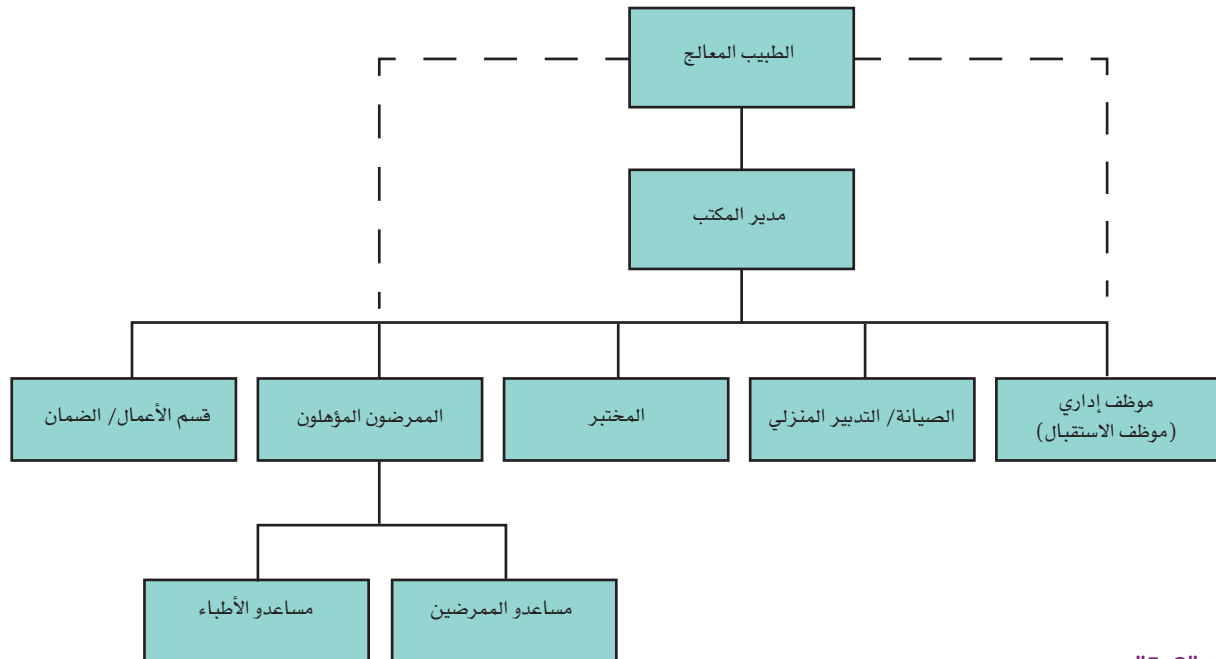 الطبيب المعالج
مدير المكتب
موظف إداري
(موظف الاستقبال)
الصيانة/ التدبير المنزلي
المختبر
الممرضون المؤهلون
قسم الأعمال/ الضمان
مساعدو الممرضين
مساعدو الأطباء